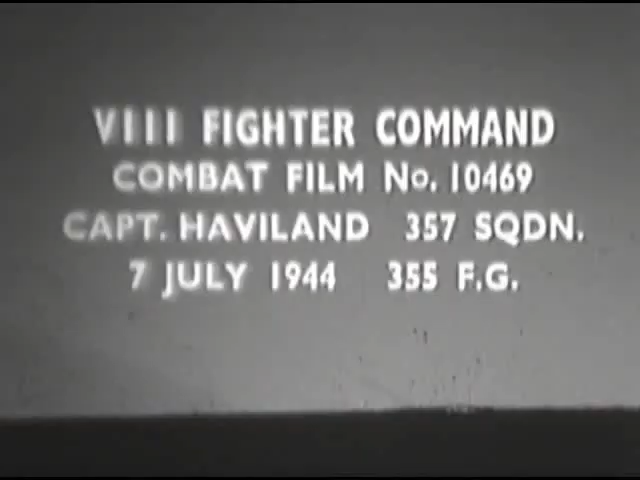 VIII FIGHTER COMMAND
COMBAT FILM No. 10469
CAPT. HAVILAND 357 SQDN.
7 JULY 1944 355 F.G.